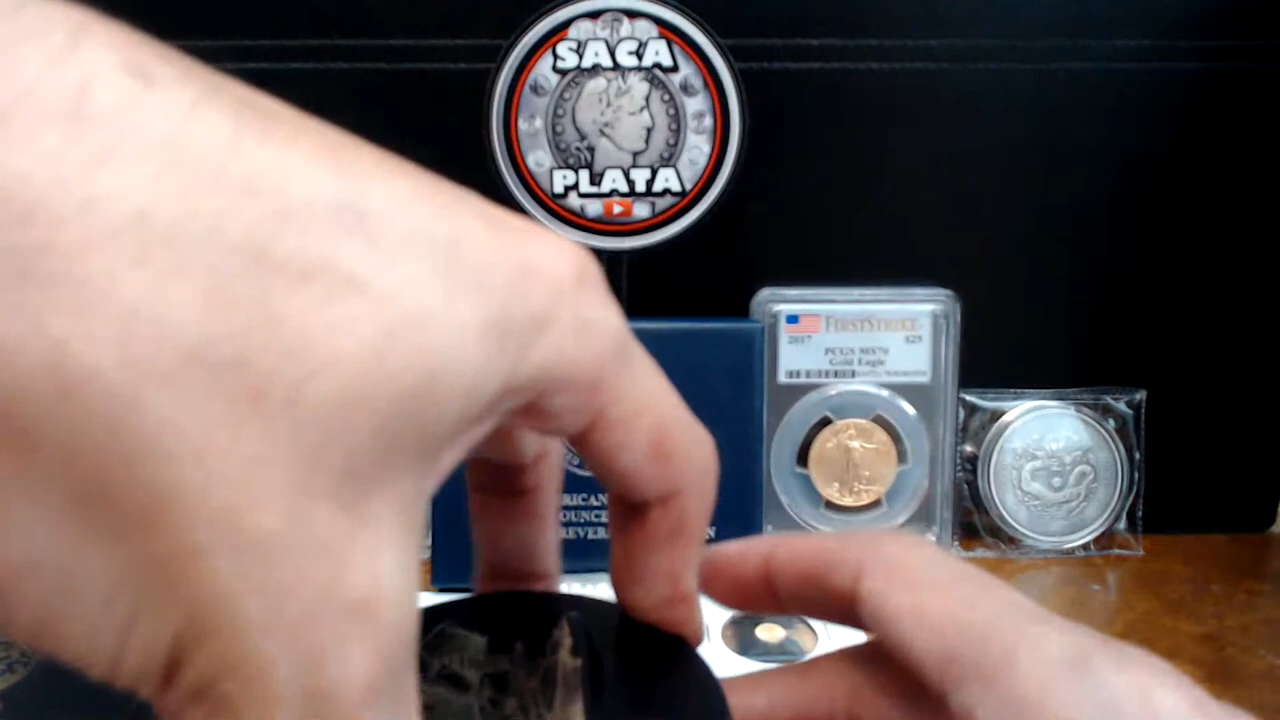 SACA
PLATA
FIRSTSTRIKE
2017 $25
PCGS MS70
Gold Eagle
RICAN
OUNCE
REVER N